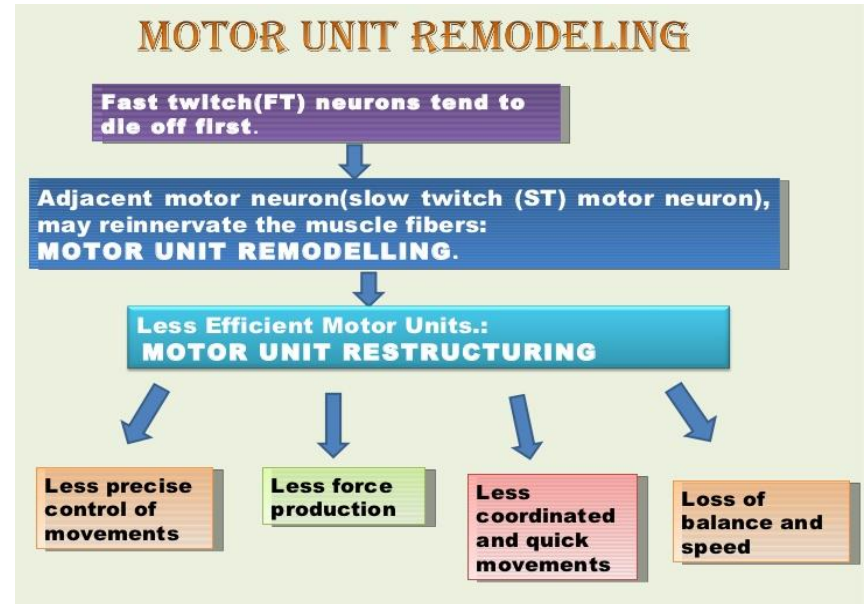 MOTOR UNIT REMODELING
Fast twitch(FT) neurons tend to
die off first.
Adjacent motor neuron(slow twitch (ST) motor neuron),
may reinnervate the muscle fibers:
MOTOR UNIT REMODELLING.
Less Efficient Motor Units.:
MOTOR UNIT RESTRUCTURING
Less precise
control of
movements
Less force
production
Less
coordinated
and quick
movements
Loss of
balance and
speed